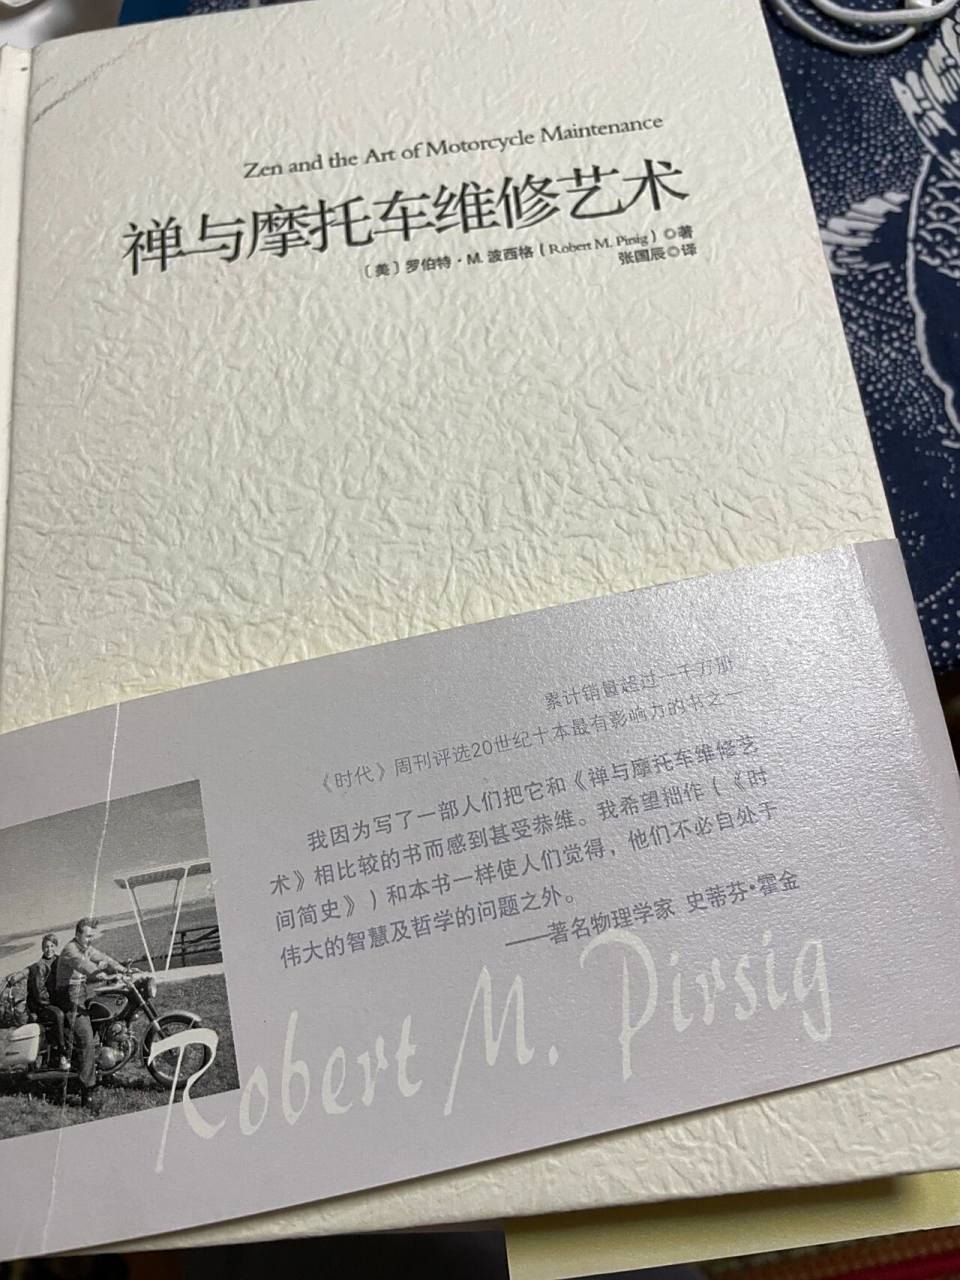 Zen and the Art of Motorcycle Maintenance
禅与摩托车维修艺术
〔美〕罗伯特·M. 波西格（Robert M. Pirsig）◎著
张国辰◎译
累计销量超过一千万册
《时代》周刊评选20世纪十本最有影响力的书之一
我因为写了一部人们把它和《禅与摩托车维修艺
术》相比较的书而感到甚受恭维。我希望拙作（《时
间简史》）和本书一样使人们觉得，他们不必自处于
伟大的智慧及哲学的问题之外。
——著名物理学家 史蒂芬•霍金
Robert M. Pirsig